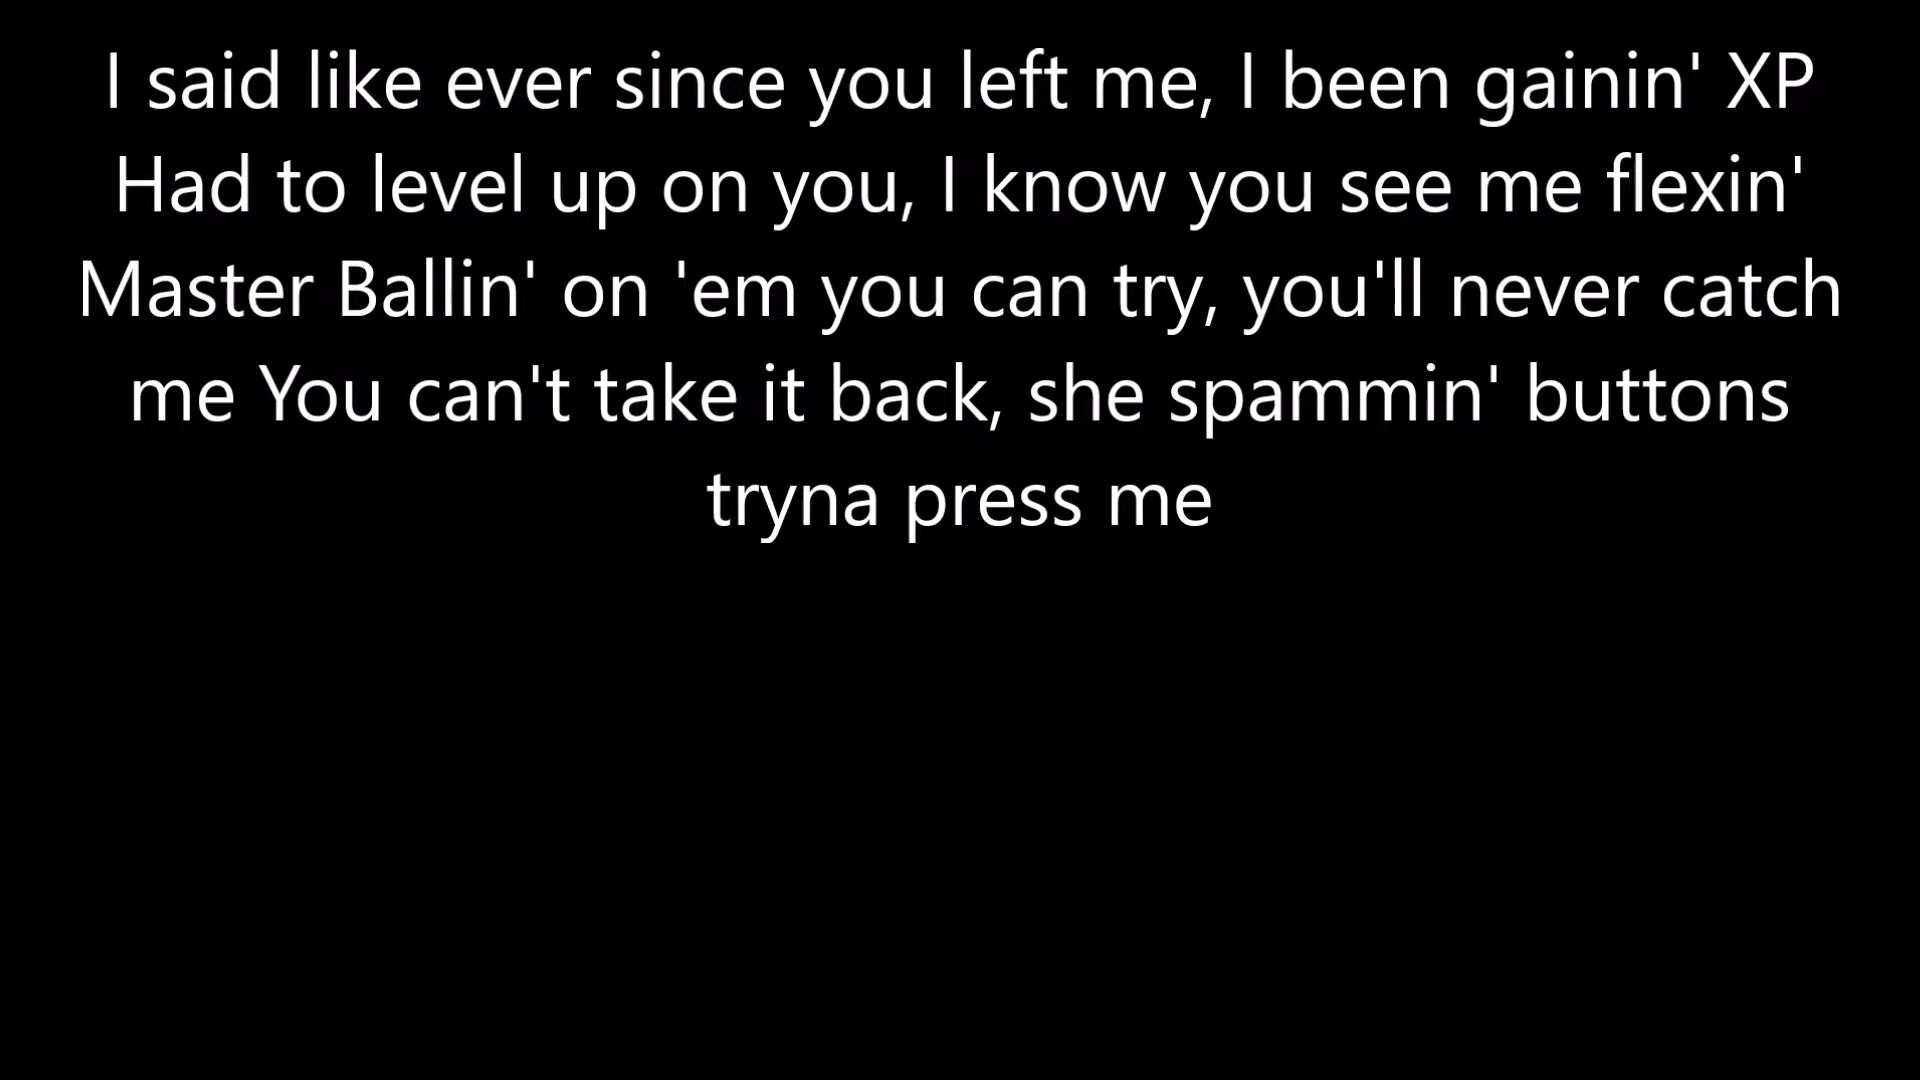 I said like ever since you left me, I been gainin' XP
Had to level up on you, I know you see me flexin'
Master Ballin' on 'em you can try, you'll never catch
me You can't take it back, she spammin' buttons
tryna press me